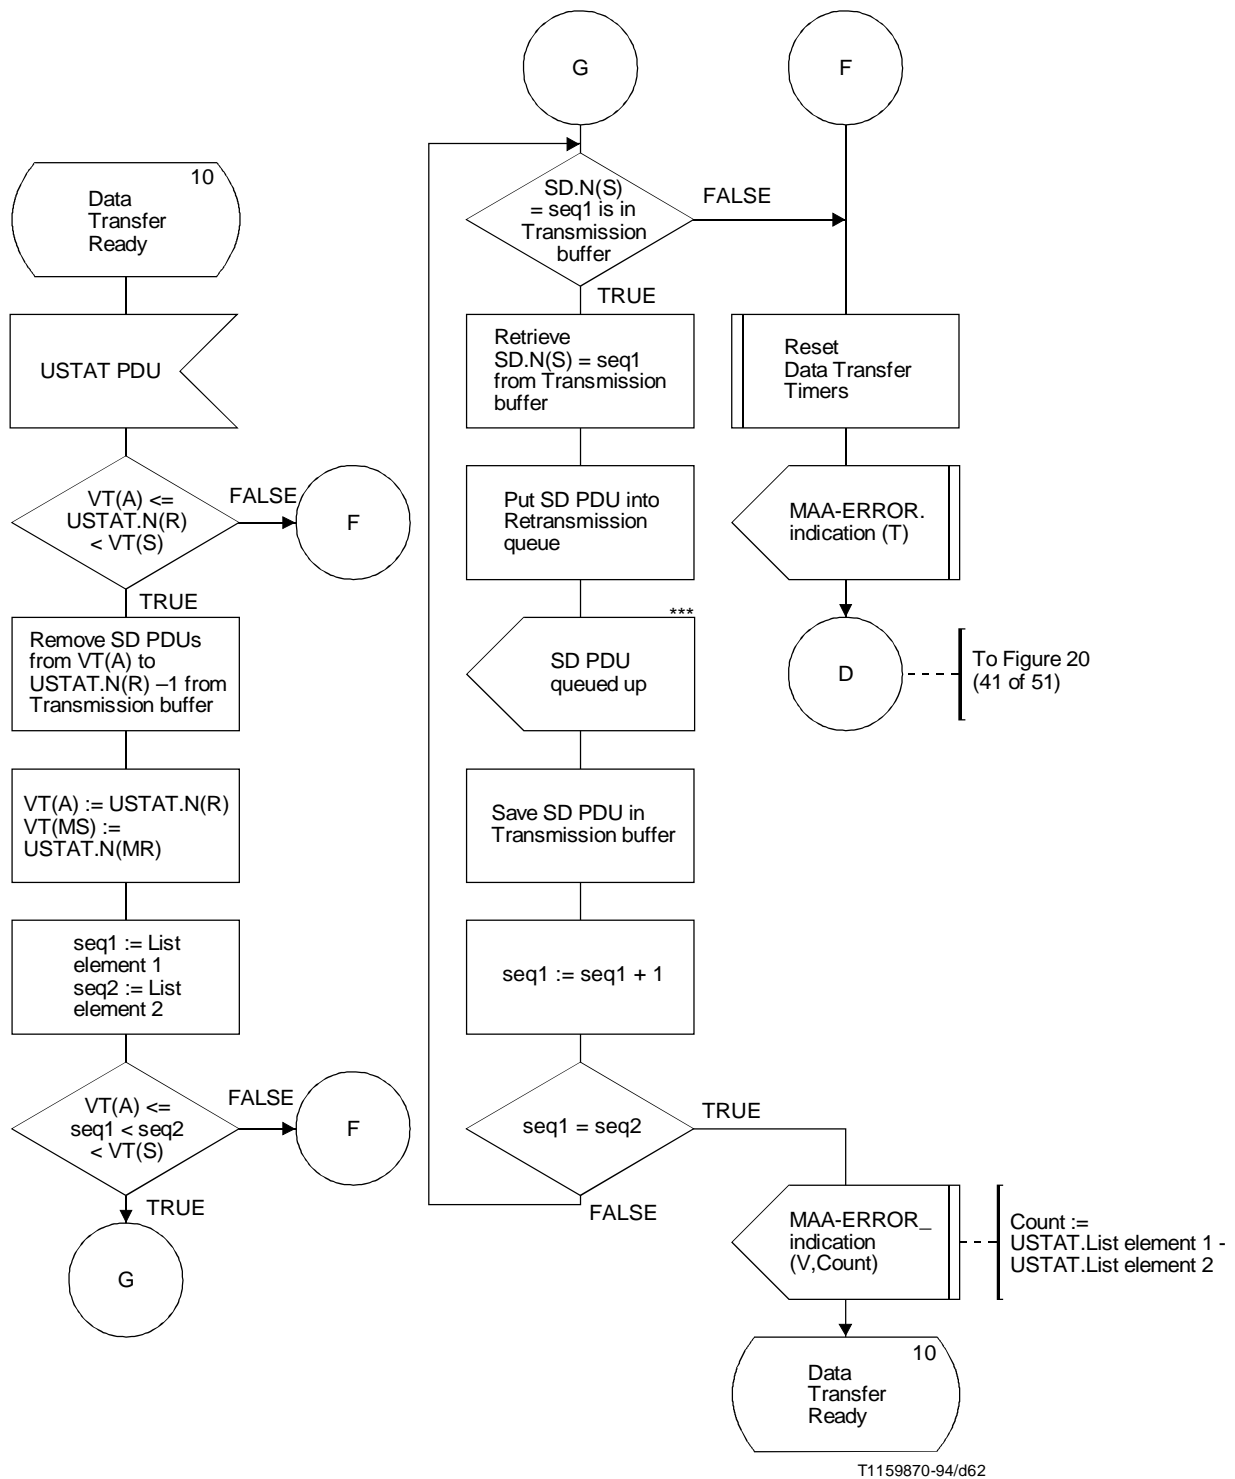 10
Data
Transfer
Ready
USTAT PDU
VT(A) <=
USTAT.N(R)
< VT(S)
FALSE
F
TRUE
Remove SD PDUs
from VT(A) to
USTAT.N(R) –1 from
Transmission buffer
VT(A) := USTAT.N(R)
VT(MS) :=
USTAT.N(MR)
seq1 := List
element 1
seq2 := List
element 2
VT(A) <=
seq1 < seq2
< VT(S)
FALSE
F
TRUE
G
G
SD.N(S)
= seq1 is in
Transmission
buffer
FALSE
TRUE
Retrieve
SD.N(S) = seq1
from Transmission
buffer
Put SD PDU into
Retransmission
queue
***
SD PDU
queued up
Save SD PDU in
Transmission buffer
seq1 := seq1 + 1
seq1 = seq2
TRUE
FALSE
F
Reset
Data Transfer
Timers
MAA-ERROR.
indication (T)
D
To Figure 20
(41 of 51)
MAA-ERROR_
indication
(V,Count)
Count :=
USTAT.List element 1 -
USTAT.List element 2
10
Data
Transfer
Ready
T1159870-94/d62